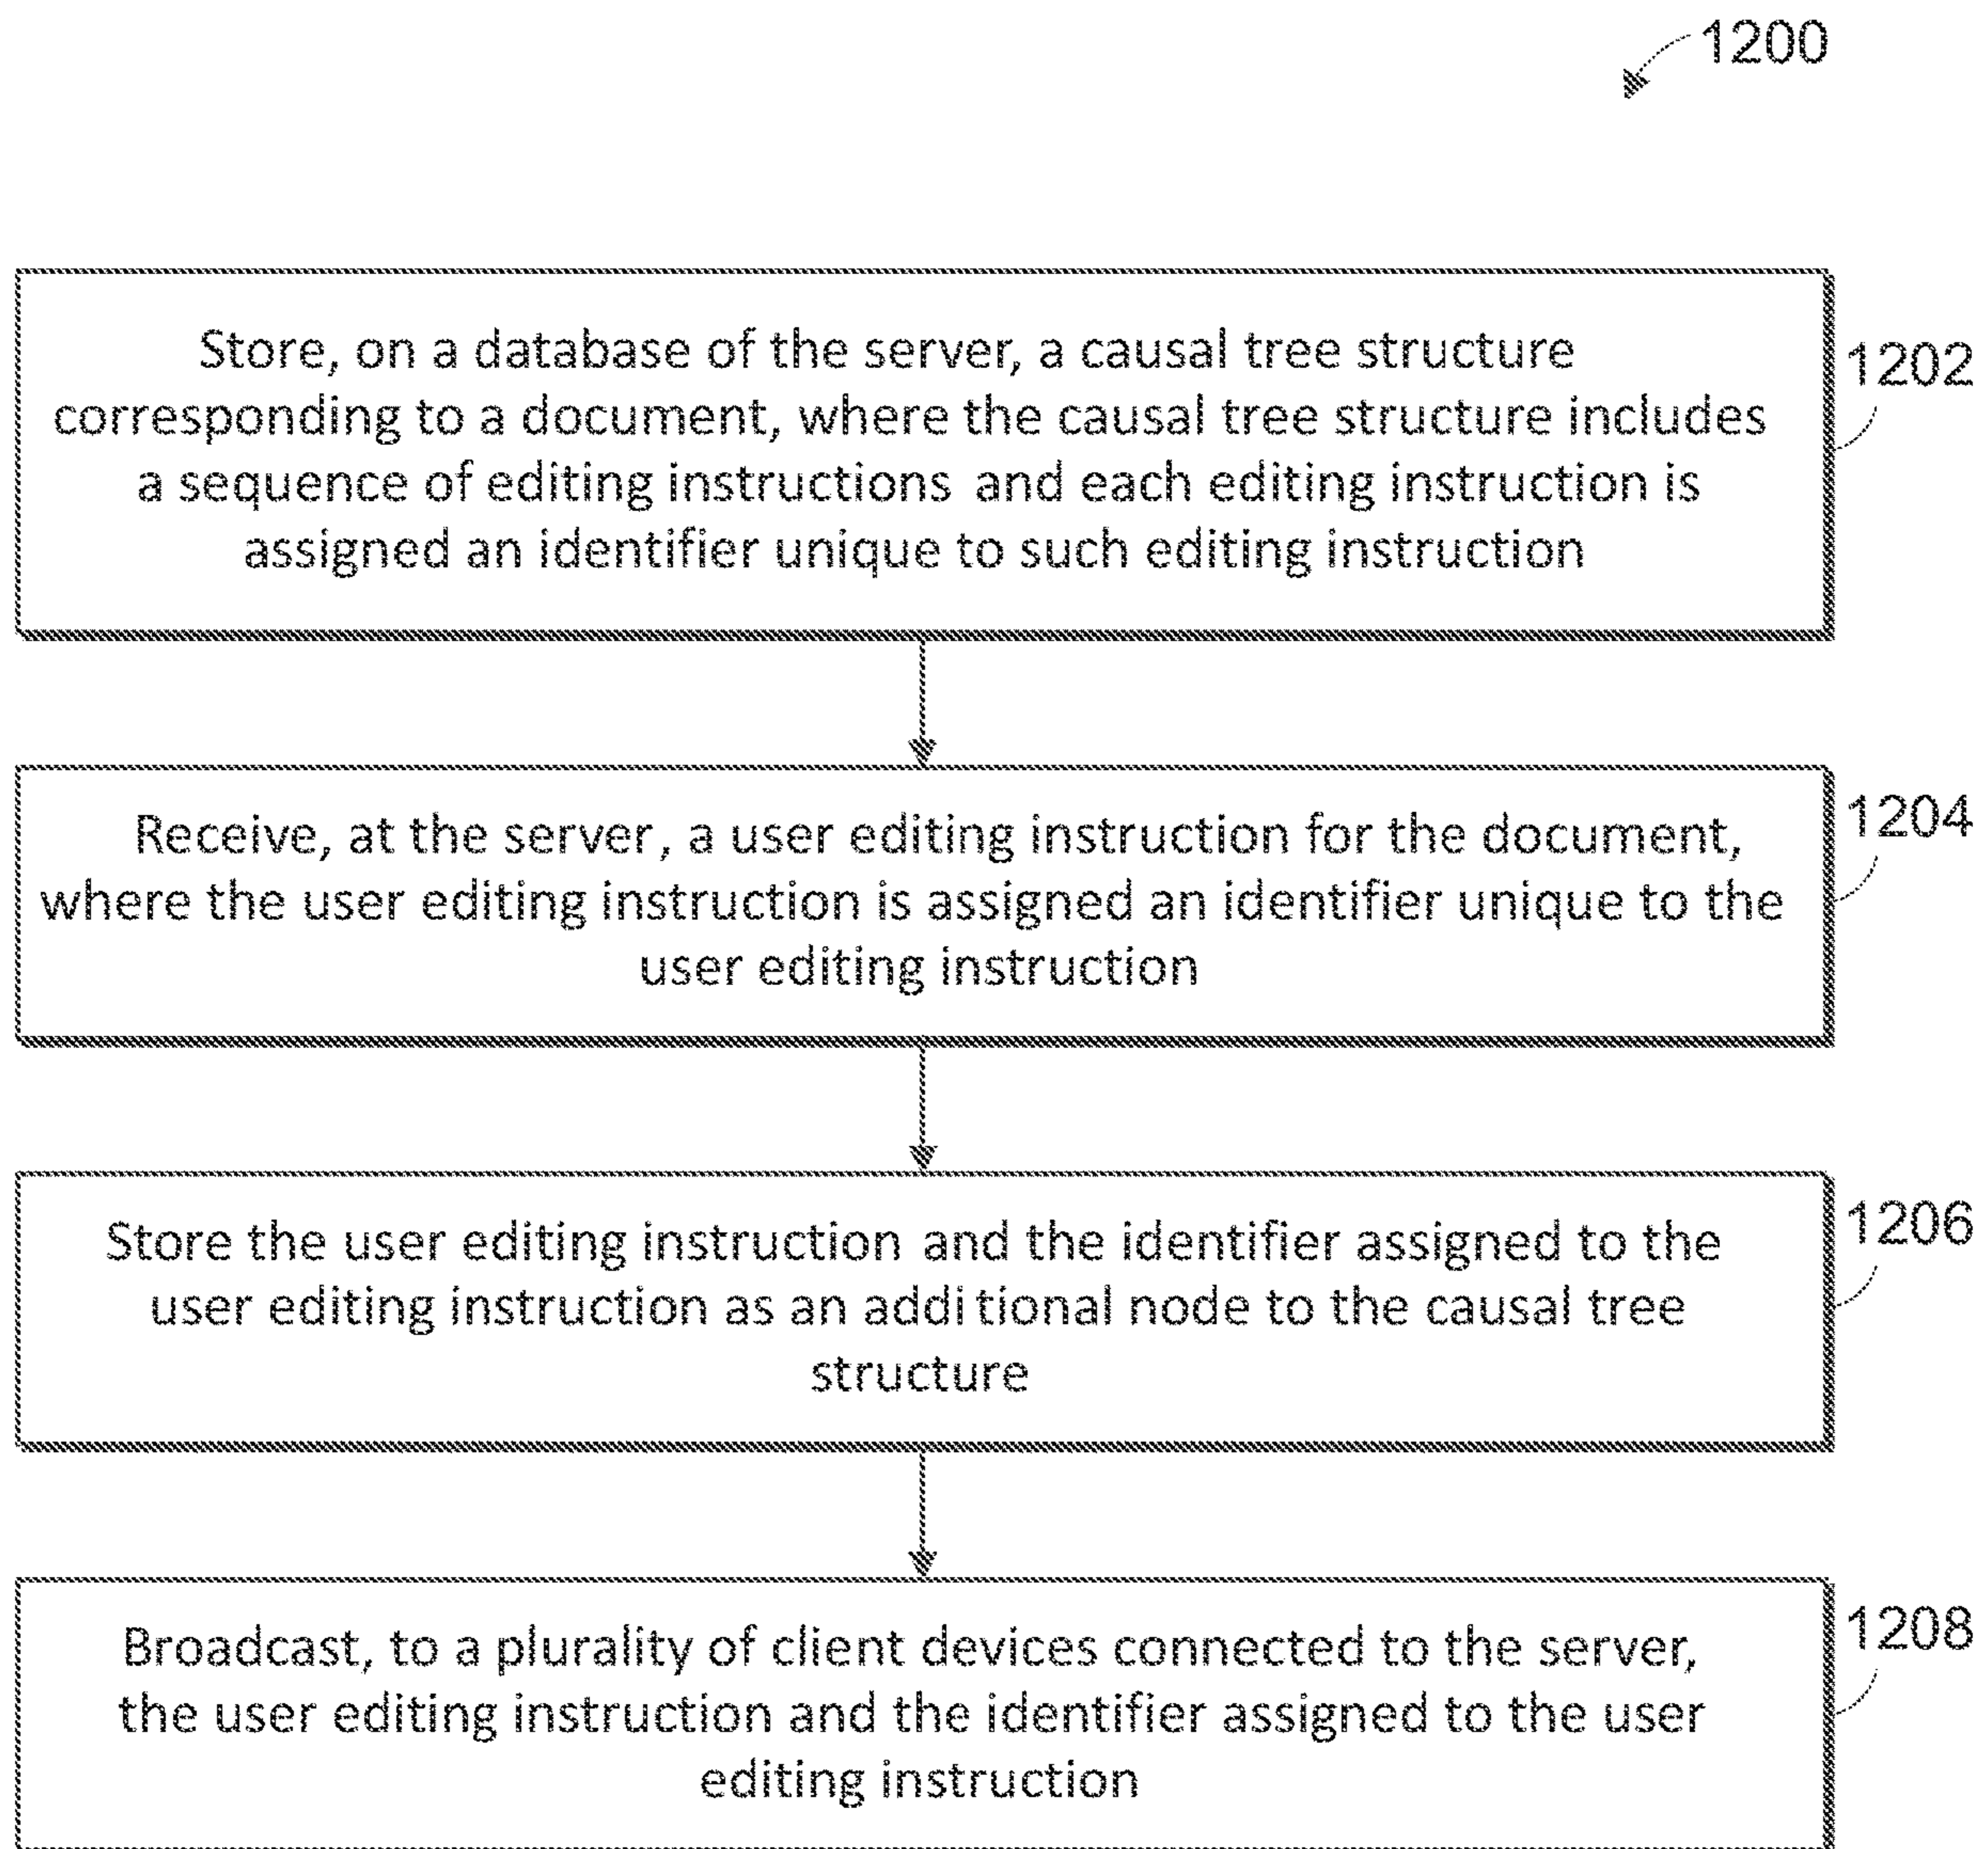 1200
Store, on a database of the server, a causal tree structure
corresponding to a document, where the causal tree structure includes
a sequence of editing instructions and each editing instruction is
assigned an identifier unique to such editing instruction
1202
Receive, at the server, a user editing instruction for the document,
where the user editing instruction is assigned an identifier unique to the
user editing instruction
1204
Store the user editing instruction and the identifier assigned to the
user editing instruction as an additional node to the causal tree
structure
1206
Broadcast, to a plurality of client devices connected to the server,
the user editing instruction and the identifier assigned to the user
editing instruction
1208